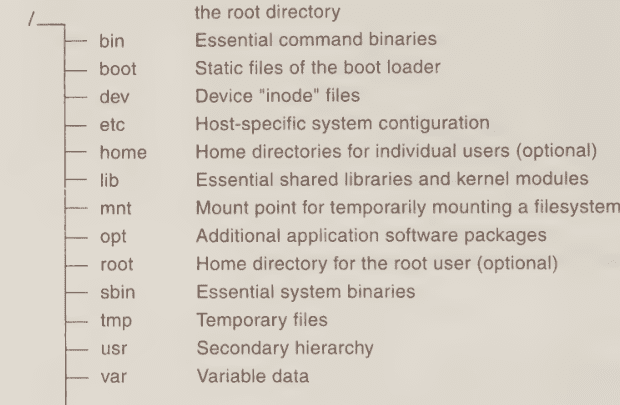 / the root directory
bin Essential command binaries
boot Static files of the boot loader
dev Device "inode" files
etc Host-specific system contiguration
home Home directories for individual users (optional)
lib Essential shared libraries and kernel modules
mnt Mount point for temporarily mounting a filesystem
opt Additional application software packages
root Home directory for the root user (optional)
sbin Essential system binaries
tmp Temporary files
usr Secondary hierarchy
var Variable data